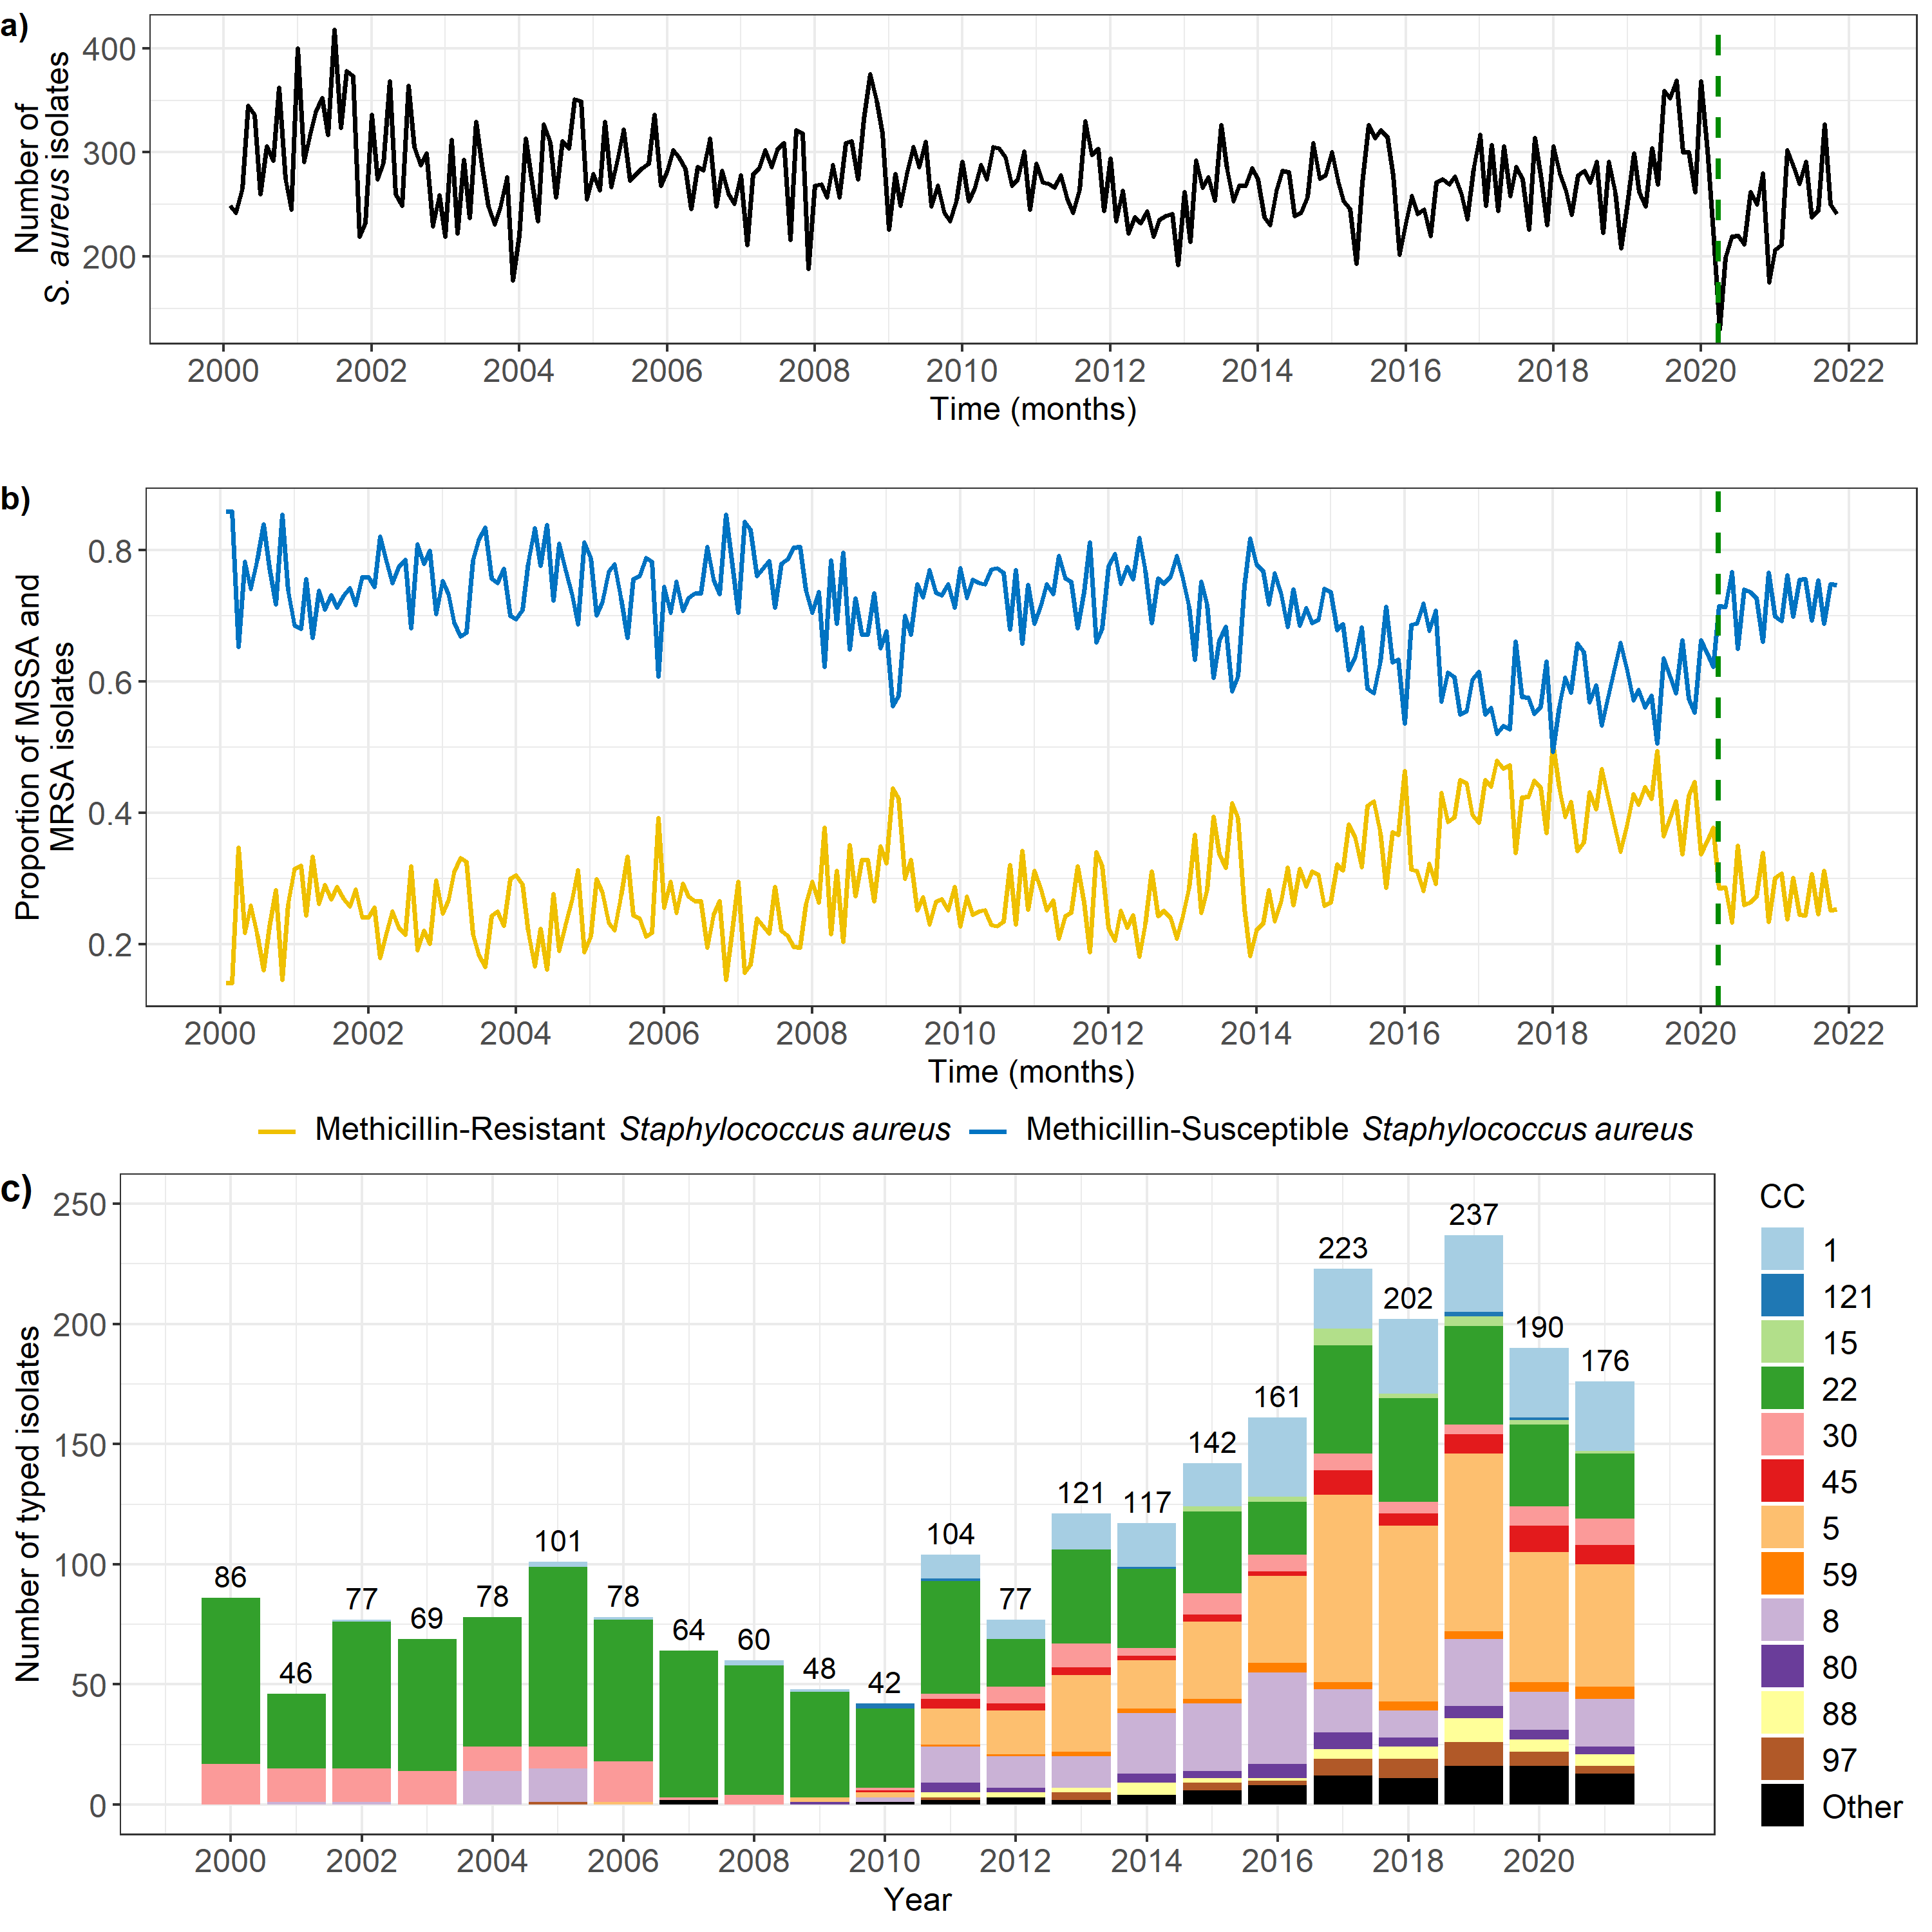 a)
Number of
S. aureus isolates
400
300
200
2000 2002 2004 2006 2008 2010 2012 2014 2016 2018 2020 2022
Time (months)
b)
Proportion of MSSA and
MRSA isolates
0.8
0.6
0.4
0.2
2000 2002 2004 2006 2008 2010 2012 2014 2016 2018 2020 2022
Time (months)
Methicillin-Resistant Staphylococcus aureus Methicillin-Susceptible Staphylococcus aureus
c)
Number of typed isolates
250
200
150
100
50
0
86
46
77
69
78
101
78
64
60
48
42
104
77
121
117
142
161
223
202
237
190
176
2000 2002 2004 2006 2008 2010 2012 2014 2016 2018 2020
Year
CC
1
121
15
22
30
45
5
59
8
80
88
97
Other